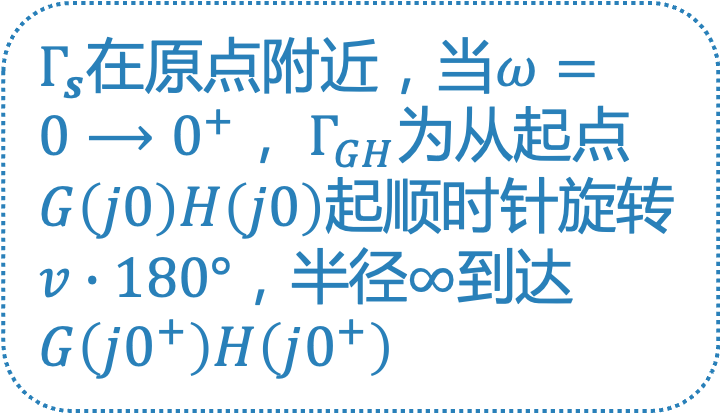 Γₛ在原点附近，当ω =
0 ⟶ 0⁺ ，Γ_GH为从起点
G(j0)H(j0)起顺时针旋转
v · 180°，半径∞到达
G(j0⁺)H(j0⁺)